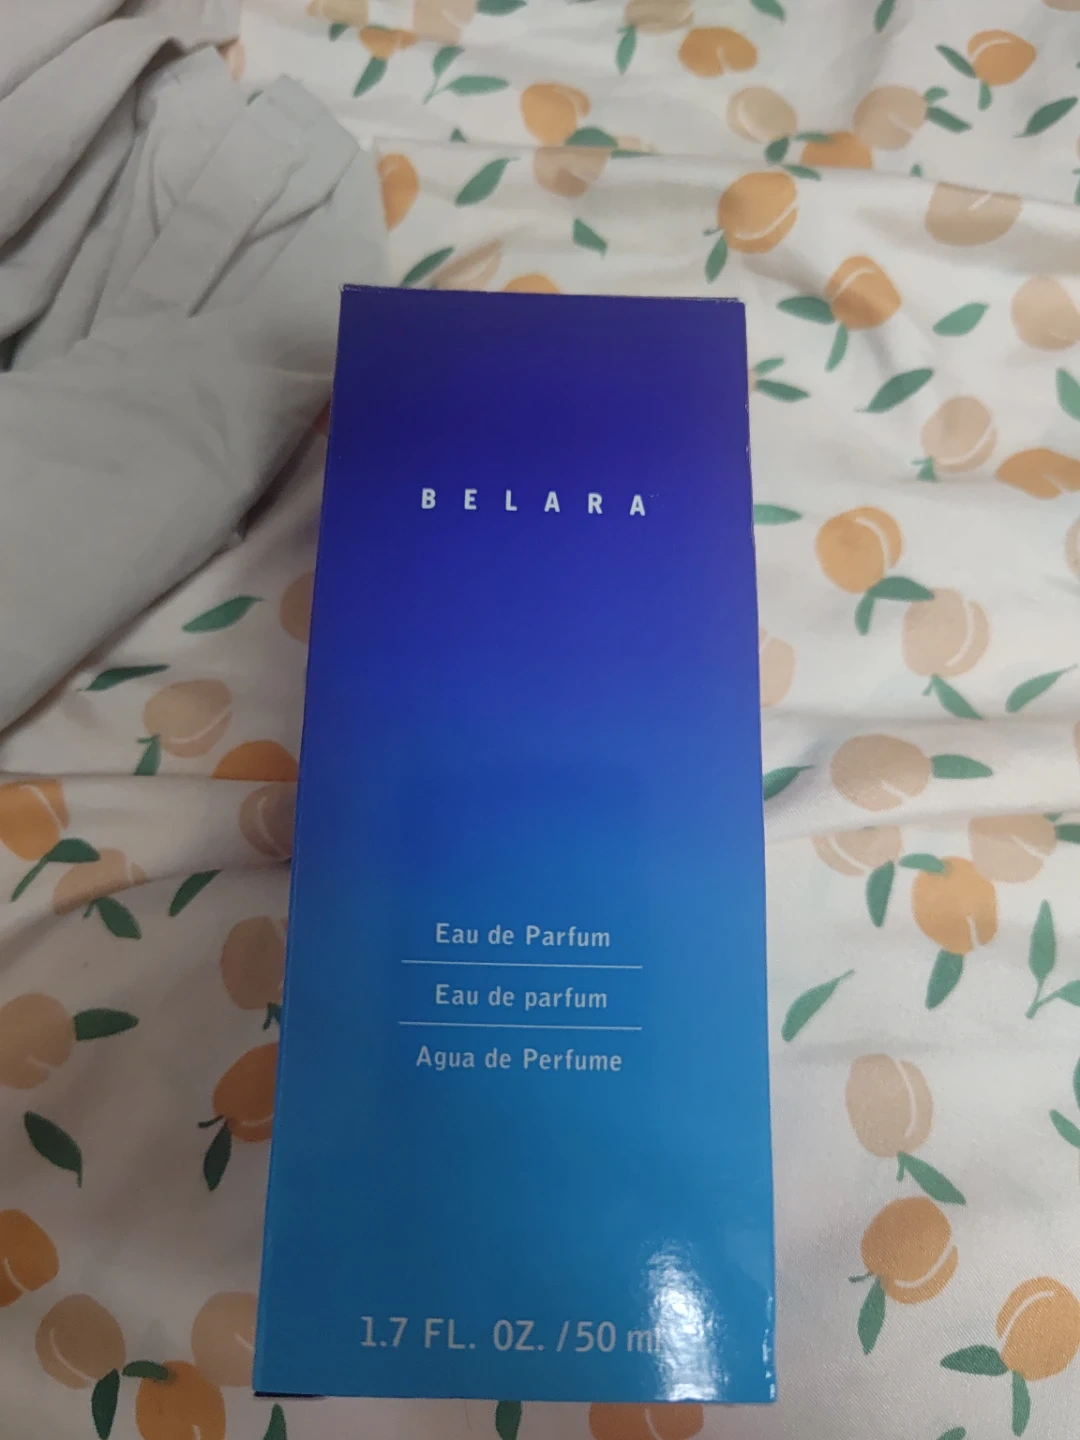 BELARA
Eau de Parfum
Eau de parfum
Agua de Perfume
1.7 FL. OZ. /50 ml